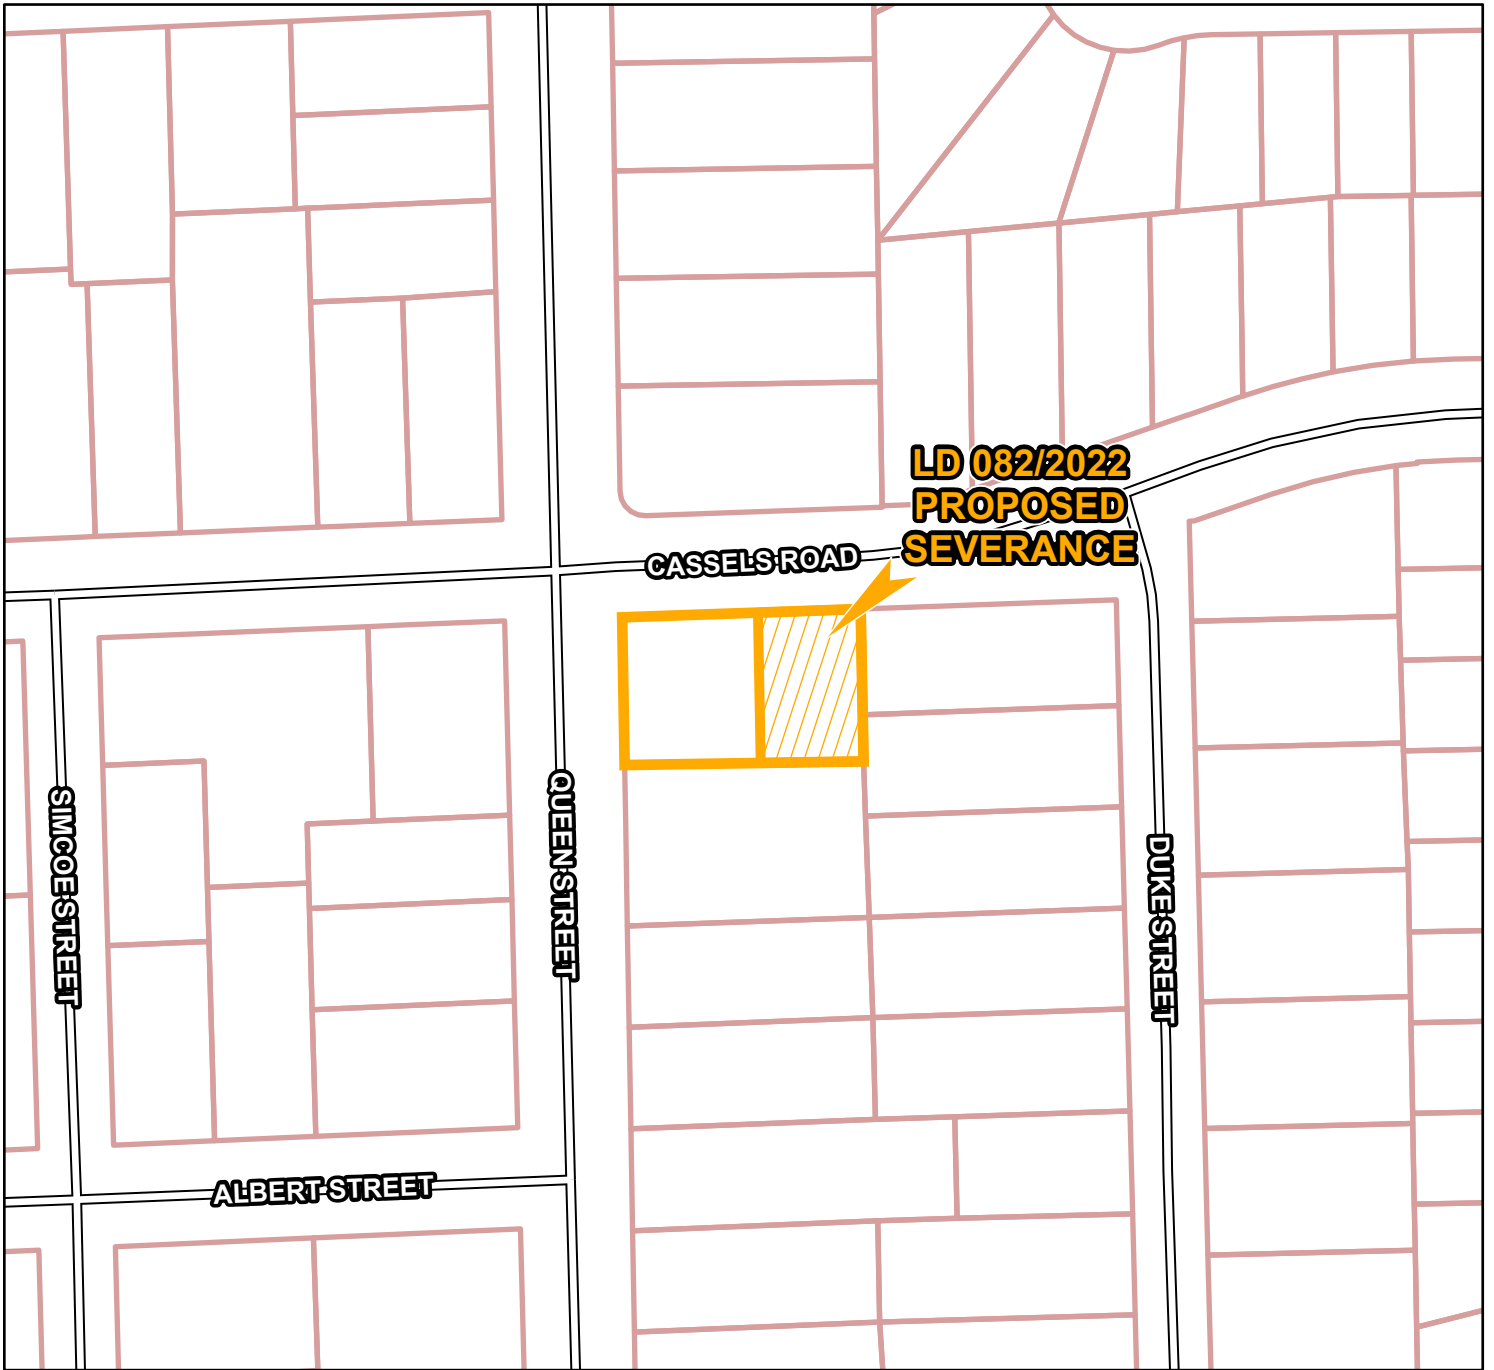 LD 082/2022
PROPOSED
SEVERANCE
CASSELS ROAD
SIMCOE STREET
QUEEN STREET
DUKE STREET
ALBERT STREET